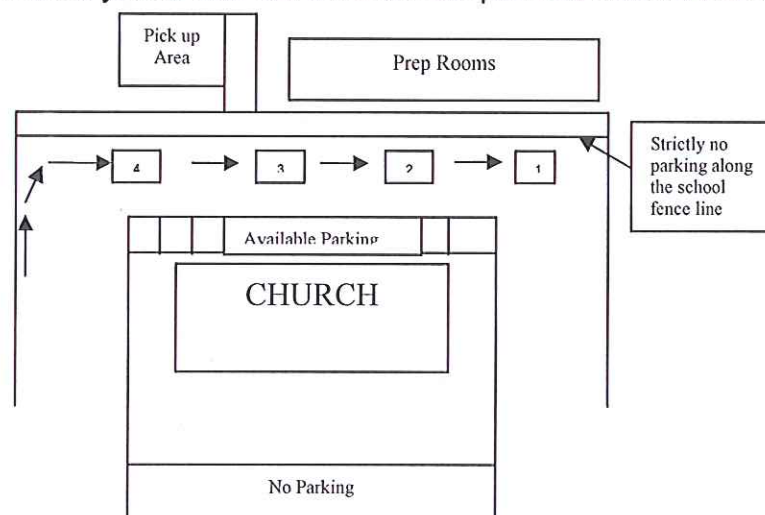 Pick up
Area
Prep Rooms
Strictly no
parking along
the school
fence line
4
3
2
1
Available Parking
CHURCH
No Parking